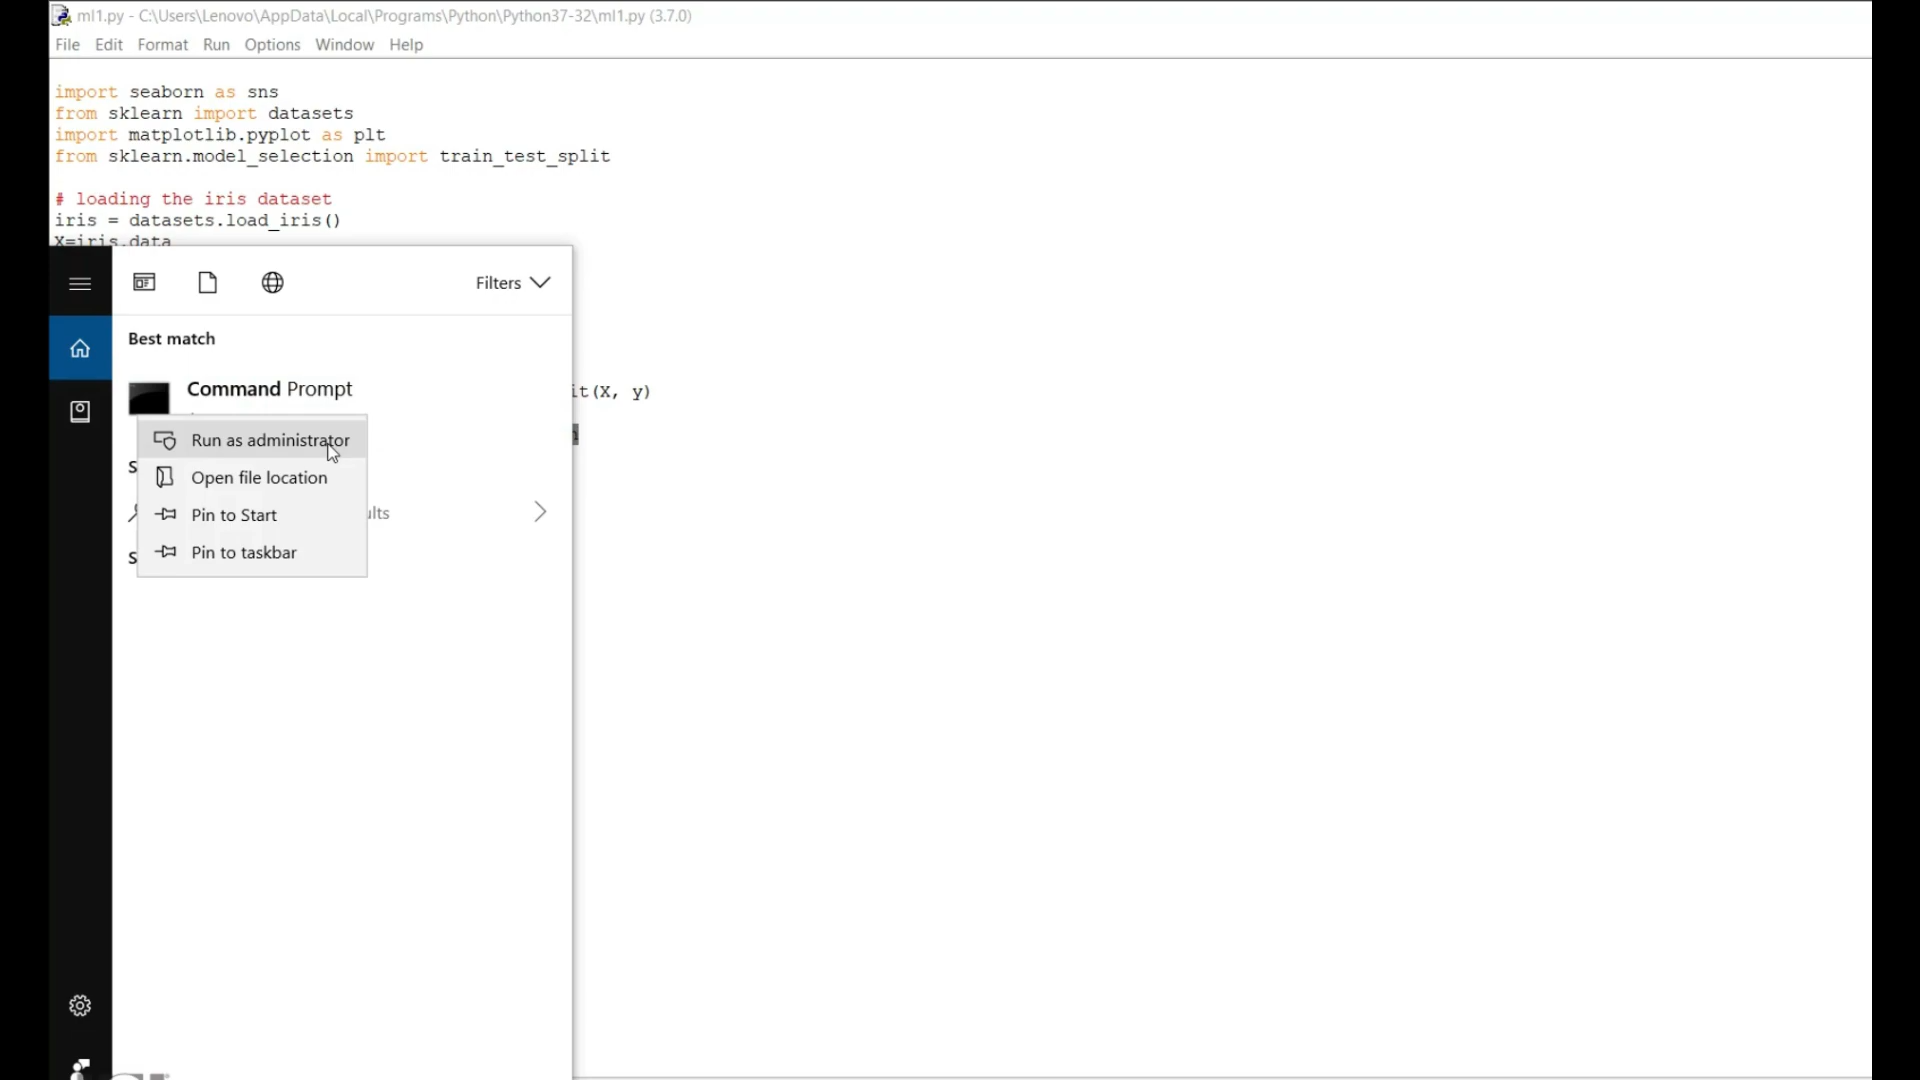 ml1.py - C:\Users\Lenovo\AppData\Local\Programs\Python\Python37-32\ml1.py (3.7.0)
File Edit Format Run Options Window Help
import seaborn as sns
from sklearn import datasets
import matplotlib.pyplot as plt
from sklearn.model_selection import train_test_split
# loading the iris dataset
iris = datasets.load_iris()
X=iris.data
Filters
Best match
Command Prompt
it(X, y)
Run as administrator
Open file location
Pin to Start
Pin to taskbar